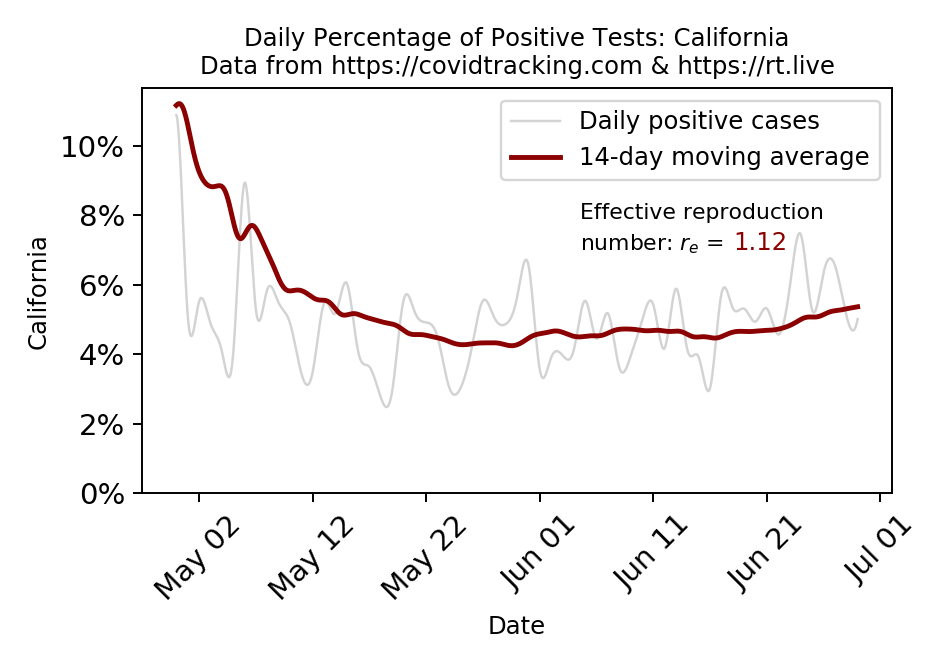 Daily Percentage of Positive Tests: California
Data from https://covidtracking.com & https://rt.live
Daily positive cases
14-day moving average
Effective reproduction
number: rₑ = 1.12
California
10%
8%
6%
4%
2%
0%
May 02
May 12
May 22
Jun 01
Jun 11
Jun 21
Jul 01
Date